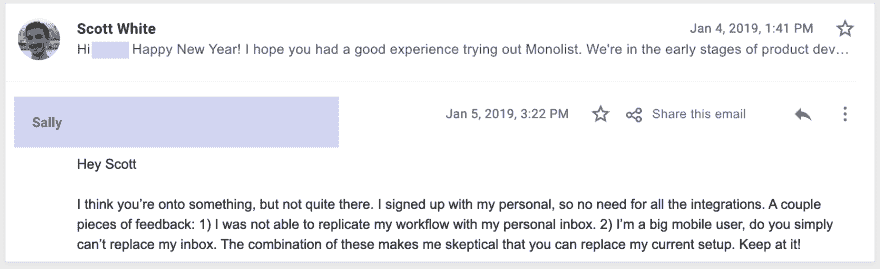 Scott White
Jan 4, 2019, 1:41 PM
Hi Happy New Year! I hope you had a good experience trying out Monolist. We're in the early stages of product dev…
Sally
Jan 5, 2019, 3:22 PM
Share this email
Hey Scott
I think you're onto something, but not quite there. I signed up with my personal, so no need for all the integrations. A couple
pieces of feedback: 1) I was not able to replicate my workflow with my personal inbox. 2) I'm a big mobile user, do you simply
can't replace my inbox. The combination of these makes me skeptical that you can replace my current setup. Keep at it!